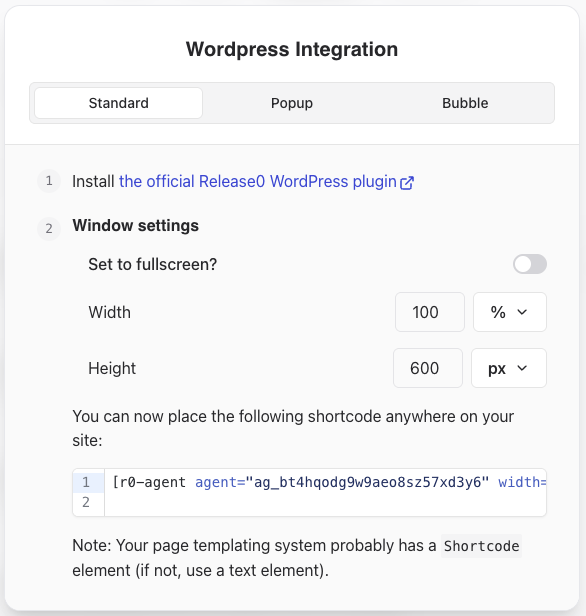 Wordpress Integration
Standard Popup Bubble
1 Install the official Release0 WordPress plugin
2 Window settings
Set to fullscreen?
Width 100 %
Height 600 px
You can now place the following shortcode anywhere on your
site:
1 [r0-agent agent="ag_bt4hqodg9w9aeo8sz57xd3y6" width=
2
Note: Your page templating system probably has a Shortcode
element (if not, use a text element).